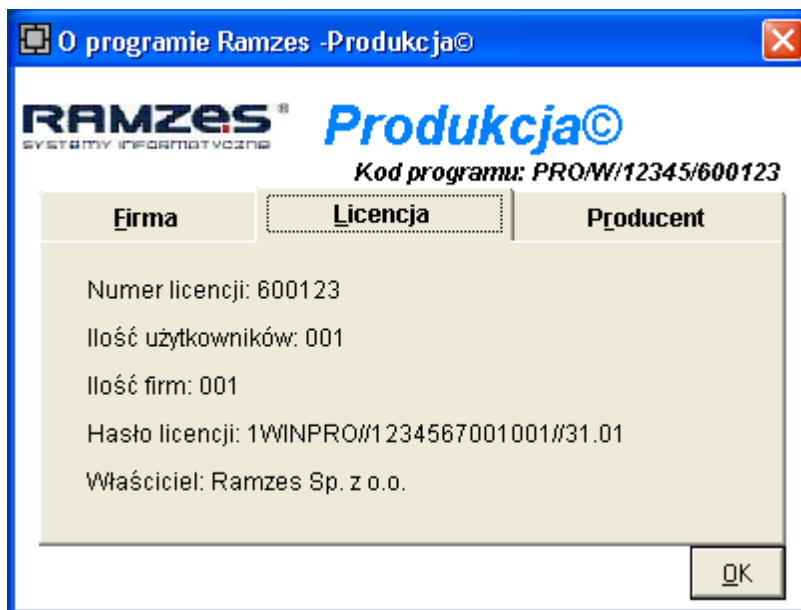 O programie Ramzes -Produkcja©
RAMZES®
SYSTEMY INFORMATYCZNE
Produkcja©
Kod programu: PRO/W/12345/600123
Firma
Licencja
Producent
Numer licencji: 600123
Ilość użytkowników: 001
Ilość firm: 001
Hasło licencji: 1WINPRO//1234567001001//31.01
Właściciel: Ramzes Sp. z o.o.
OK